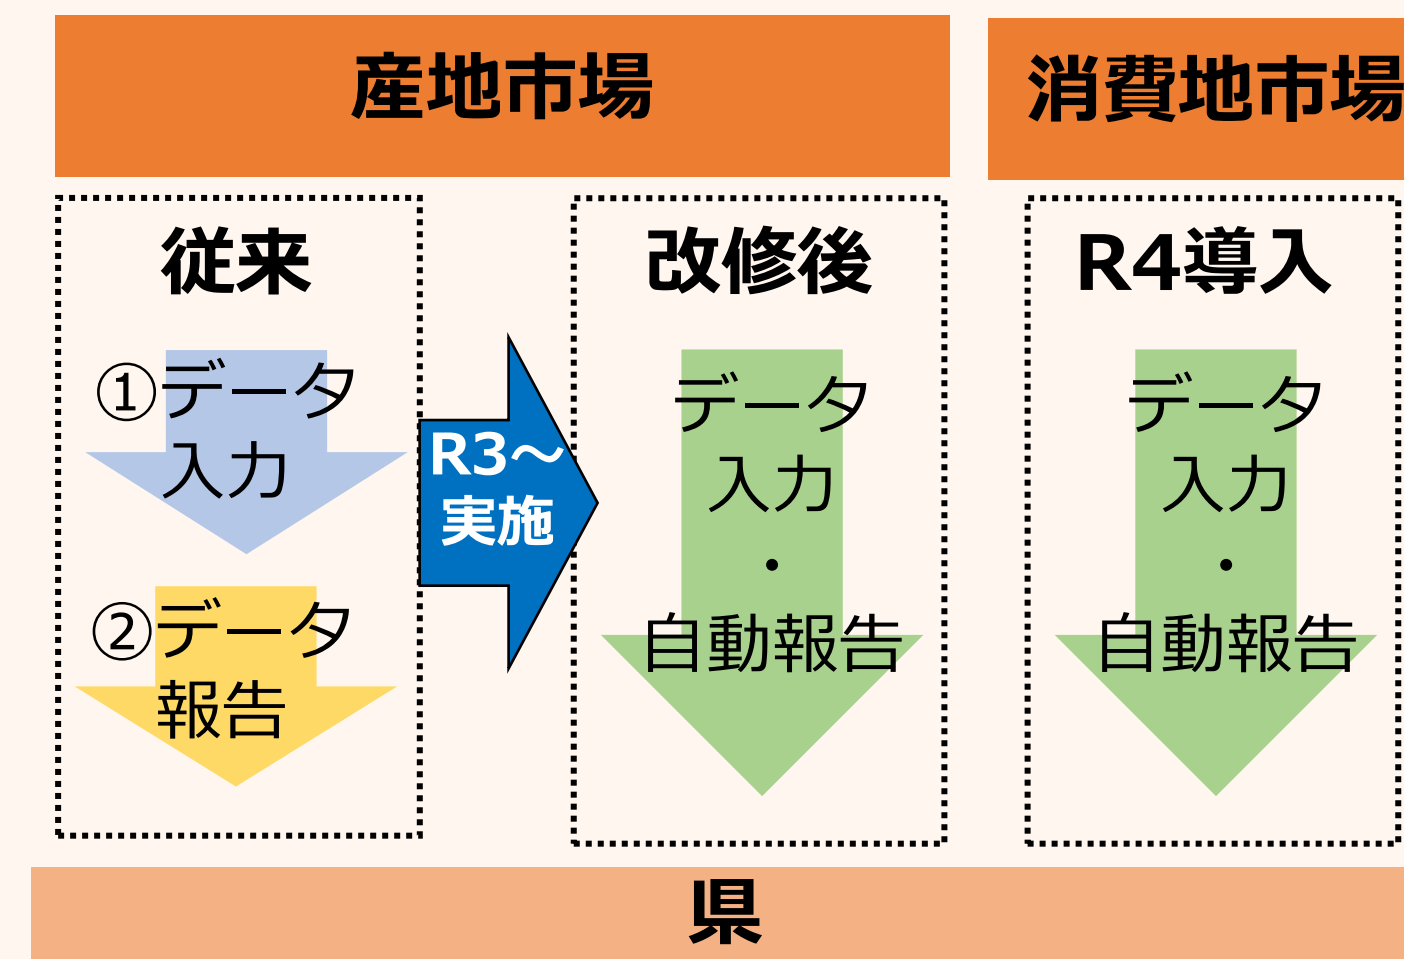 産地市場
従来
①データ
入力
②データ
報告
R3～
実施
改修後
データ
入力
・
自動報告
消費地市場
R4導入
データ
入力
・
自動報告
県